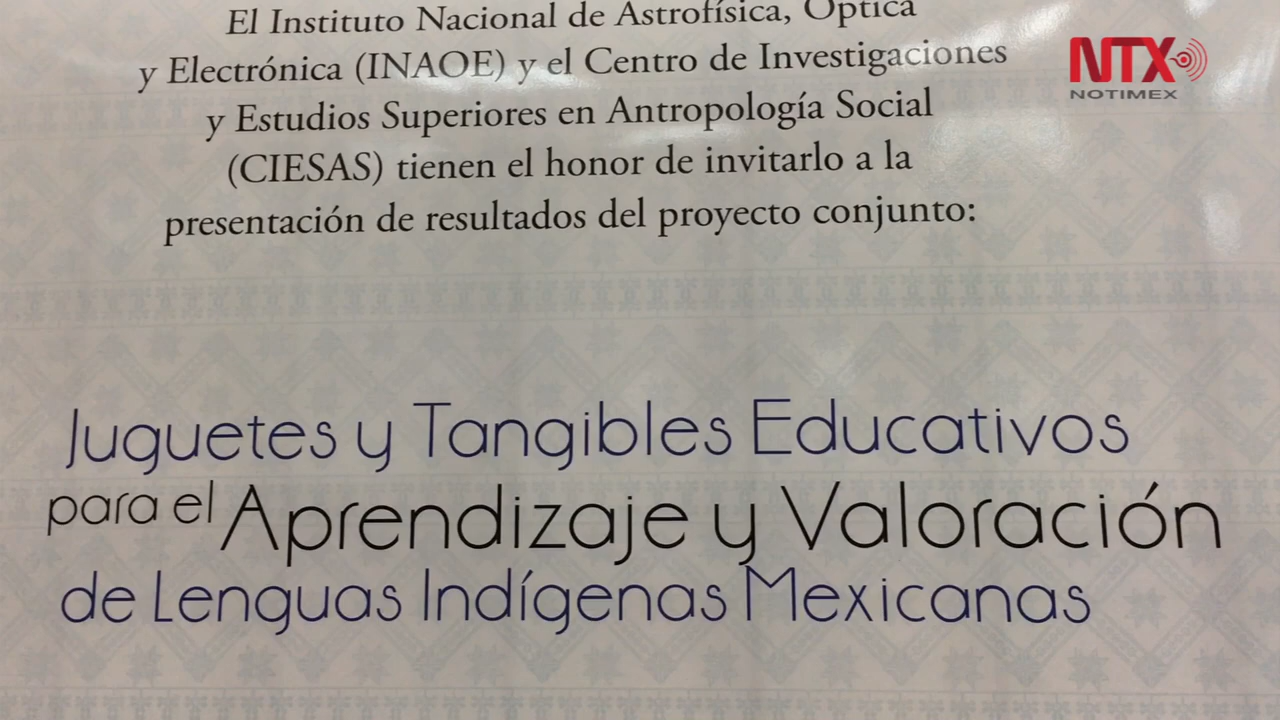 El Instituto Nacional de Astrofísica, Óptica
y Electrónica (INAOE) y el Centro de Investigaciones
y Estudios Superiores en Antropología Social
(CIESAS) tienen el honor de invitarlo a la
presentación de resultados del proyecto conjunto:
NTX
NOTIMEX
Juguetes y Tangibles Educativos
para el Aprendizaje y Valoración
de Lenguas Indígenas Mexicanas